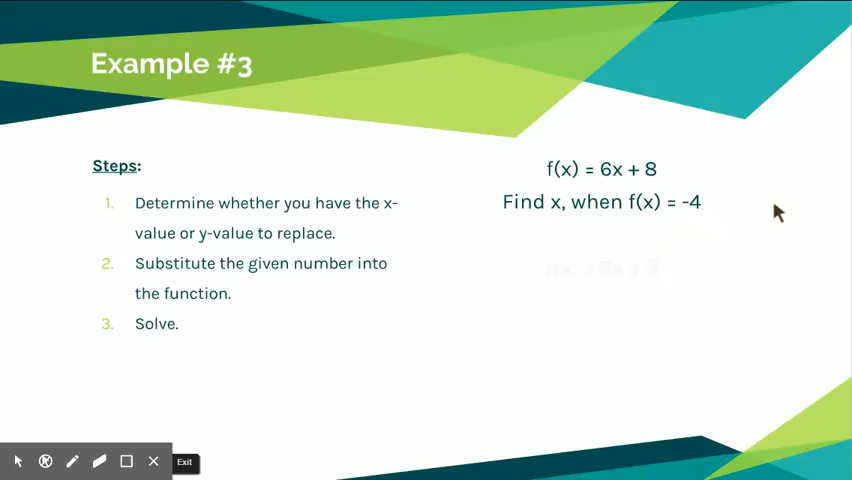 Example #3
Steps:
1. Determine whether you have the x-
value or y-value to replace.
2. Substitute the given number into
the function.
3. Solve.
f(x) = 6x + 8
Find x, when f(x) = -4
Exit